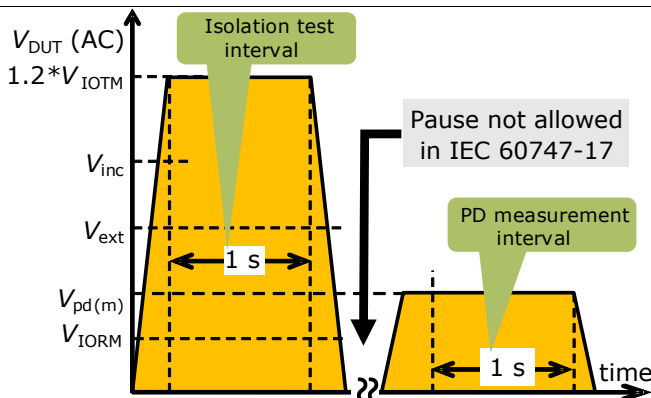 V_DUT (AC)
1.2*V_IOTM
V_inc
V_ext
V_pd(m)
V_IORM
Isolation test
interval
1 s
Pause not allowed
in IEC 60747-17
PD measurement
interval
1 s
time